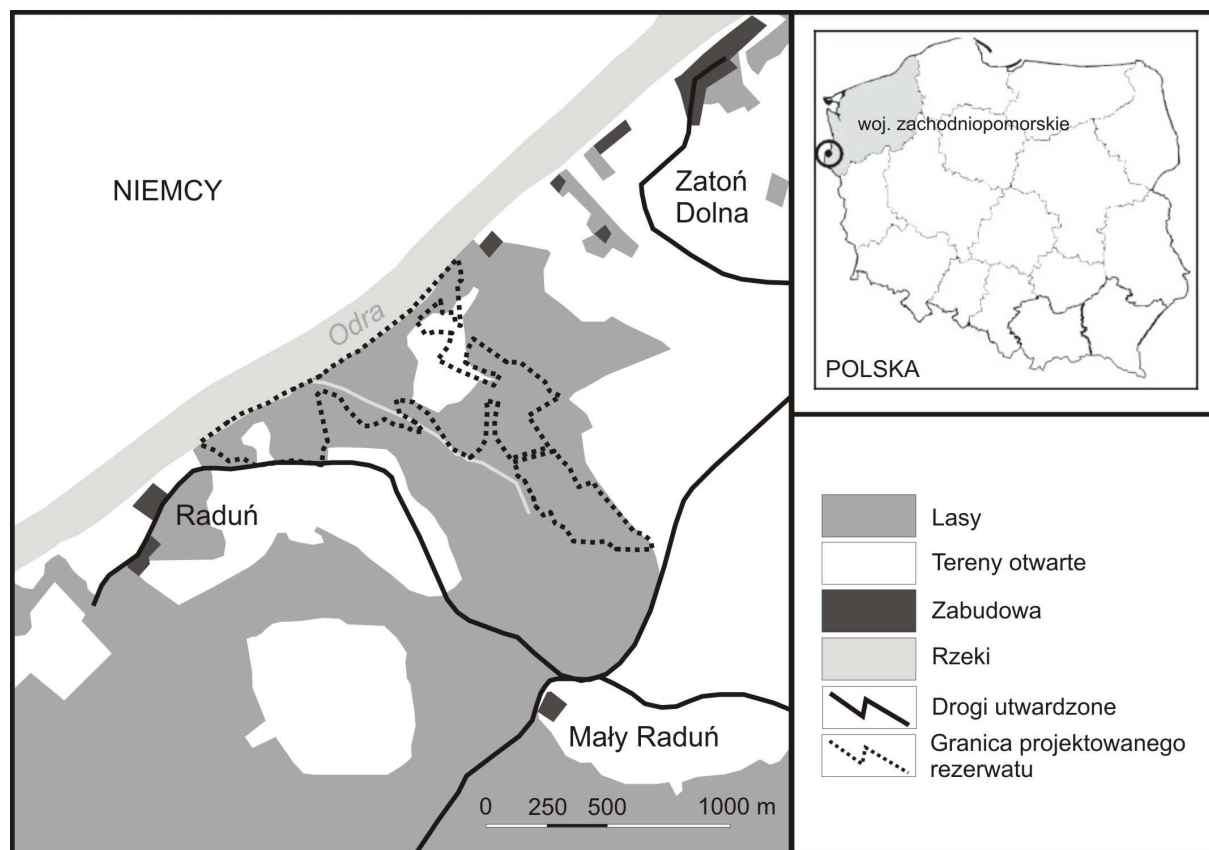 NIEMCY
Odra
Zatoń
Dolna
Raduń
Mały Raduń
0 250 500 1000 m
woj. zachodniopomorskie
POLSKA
Lasy
Tereny otwarte
Zabudowa
Rzeki
Drogi utwardzone
Granica projektowanego
rezerwatu